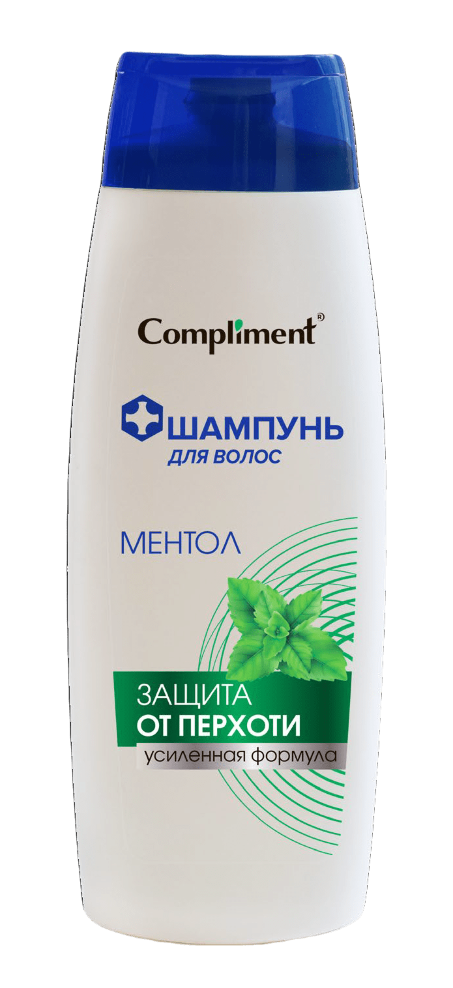 Compliment®
ШАМПУНЬ
ДЛЯ ВОЛОС
МЕНТОЛ
ЗАЩИТА
ОТ ПЕРХОТИ
усиленная формула